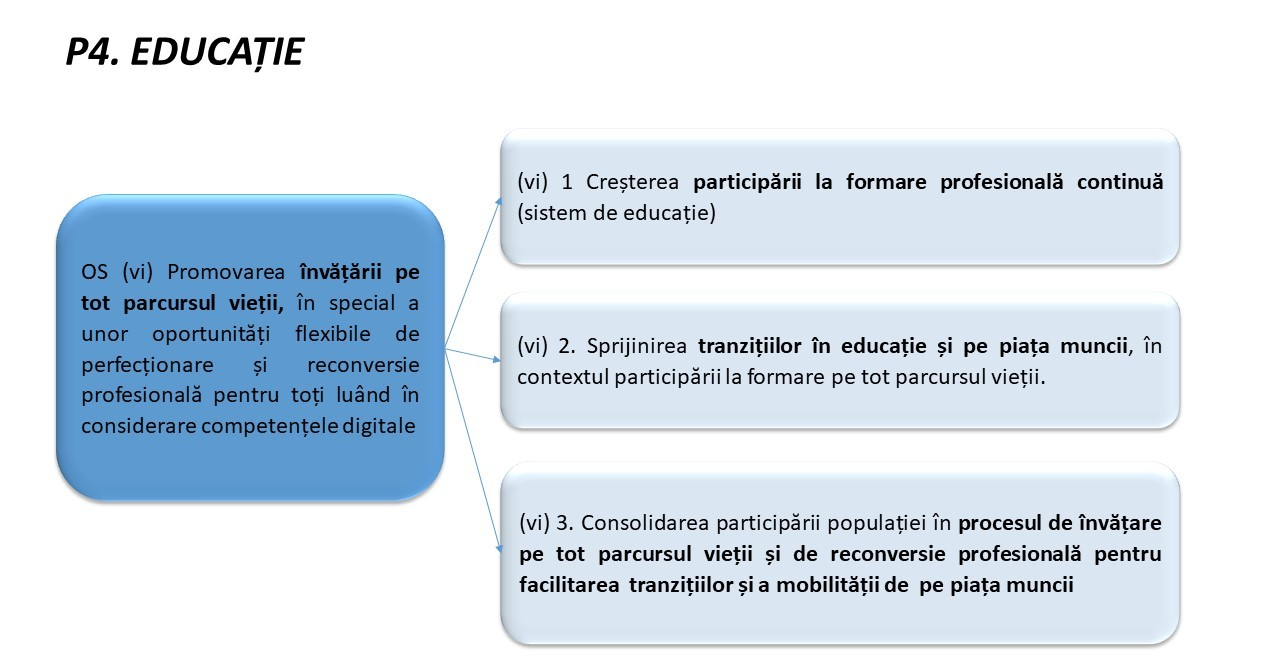 P4. EDUCAȚIE
OS (vi) Promovarea învățării pe
tot parcursul vieții, în special a
unor oportunități flexibile de
perfecționare și reconversie
profesională pentru toți luând în
considerare competențele digitale
(vi) 1 Creșterea participării la formare profesională continuă
(sistem de educație)
(vi) 2. Sprijinirea tranzițiilor în educație și pe piața muncii, în
contextul participării la formare pe tot parcursul vieții.
(vi) 3. Consolidarea participării populației în procesul de învățare
pe tot parcursul vieții și de reconversie profesională pentru
facilitarea tranzițiilor și a mobilității de pe piața muncii